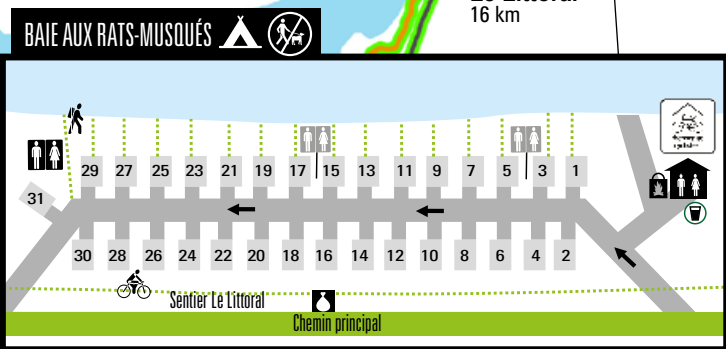 Le Littoral
16 km
BAIE AUX RATS-MUSQUÉS
29 27 25 23 21 19 17 15 13 11 9 7 5 3 1
31
30 28 26 24 22 20 18 16 14 12 10 8 6 4 2
Sentier Le Littoral
Chemin principal